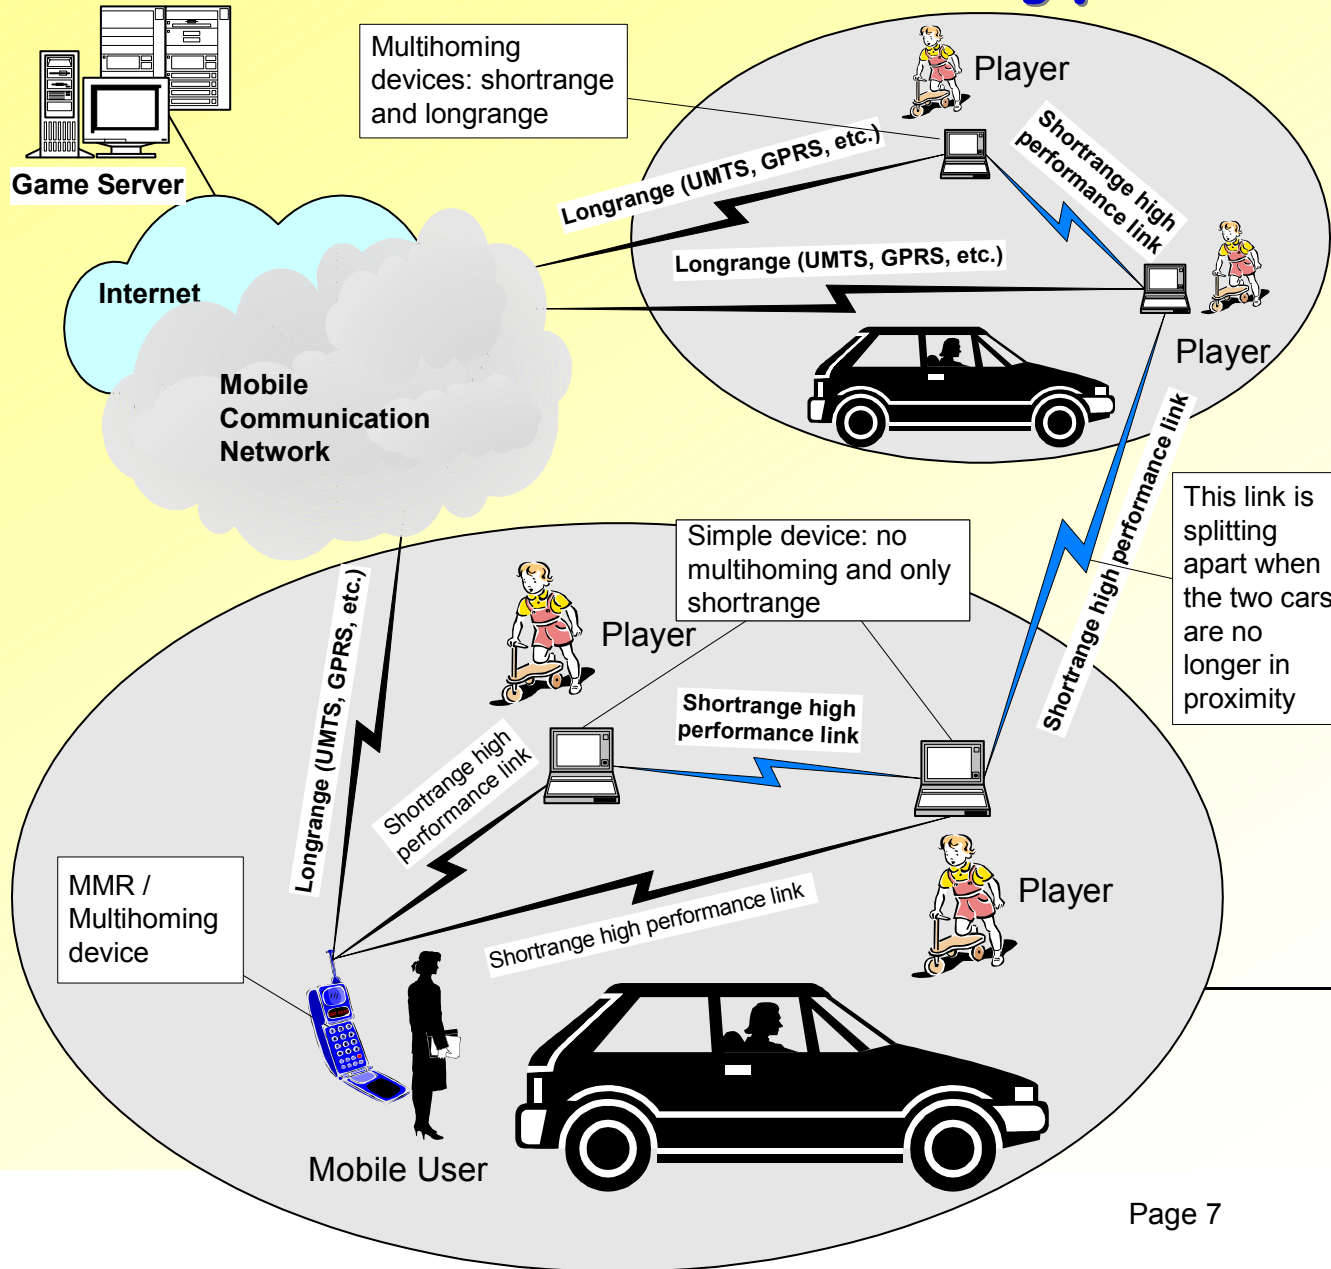 Multihoming
devices: shortrange
and longrange
Player
Game Server
Shortrange high
performance link
Longrange (UMTS, GPRS, etc.)
Longrange (UMTS, GPRS, etc.)
Internet
Player
Mobile
Communication
Network
Shortrange high performance link
This link is
splitting
apart when
the two cars
are no
longer in
proximity
Simple device: no
multihoming and only
shortrange
Player
Longrange (UMTS, GPRS, etc.)
Shortrange high
performance link
Shortrange high
performance link
MMR /
Multihoming
device
Player
Shortrange high performance link
Mobile User
Page 7